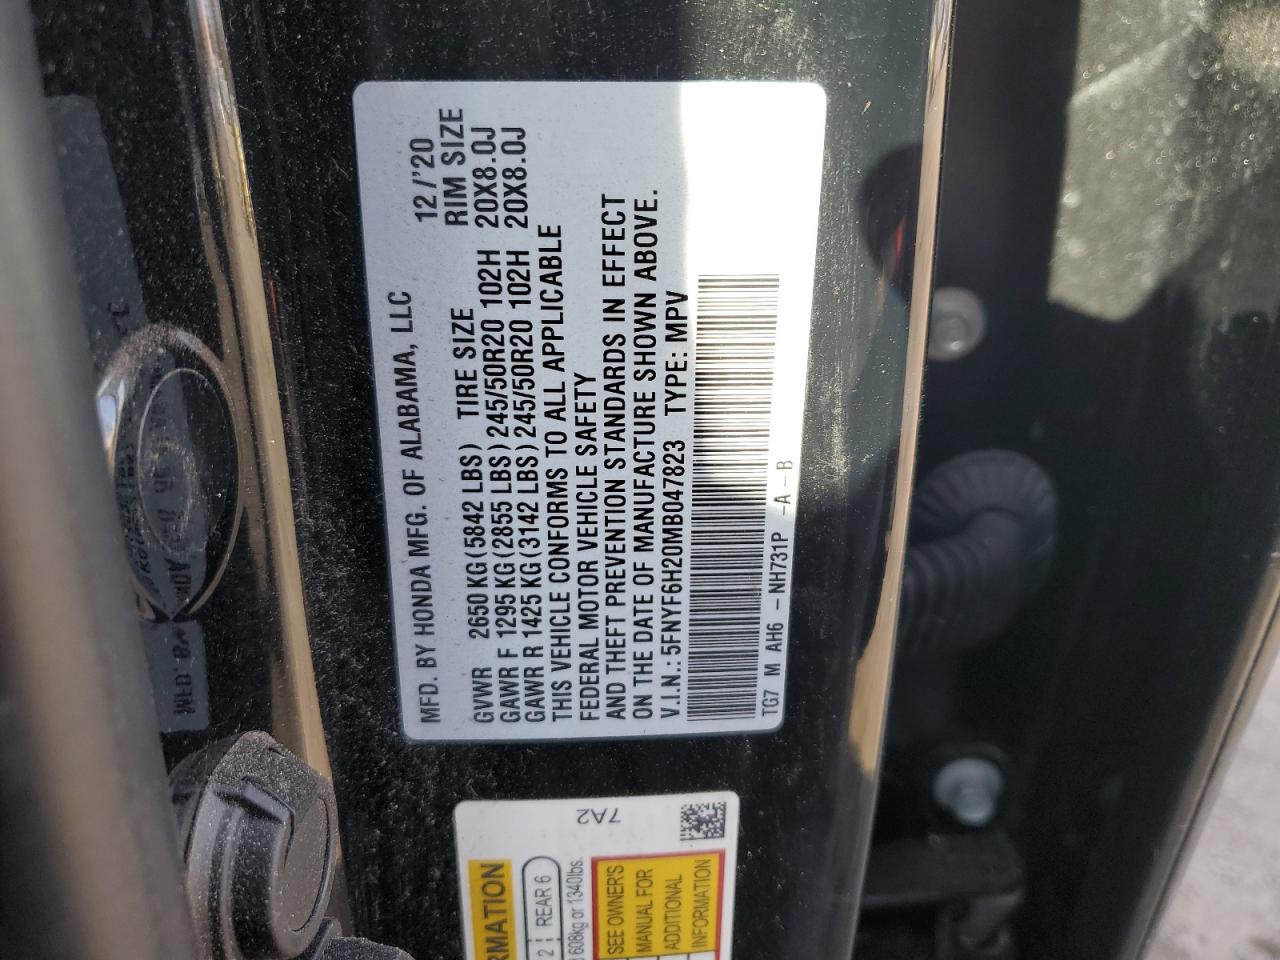 MFD. BY HONDA MFG. OF ALABAMA, LLC 12/'20
RIM SIZE
GVWR 2650 KG(5842 LBS) TIRE SIZE
GAWR F 1295 KG(2855 LBS) 245/50R20 102H 20X8.0J
GAWR R 1425 KG(3142 LBS) 245/50R20 102H 20X8.0J
THIS VEHICLE CONFORMS TO ALL APPLICABLE
FEDERAL MOTOR VEHICLE SAFETY
AND THEFT PREVENTION STANDARDS IN EFFECT
ON THE DATE OF MANUFACTURE SHOWN ABOVE.
V.I.N.: 5FNYF6H20MB047823 TYPE: MPV
TG7 M AH6 - NH731P -A-B
7A2
RMATION
2 REAR 6
608kg or 1340lbs.
SEE OWNER'S
MANUAL FOR
ADDITIONAL
INFORMATION